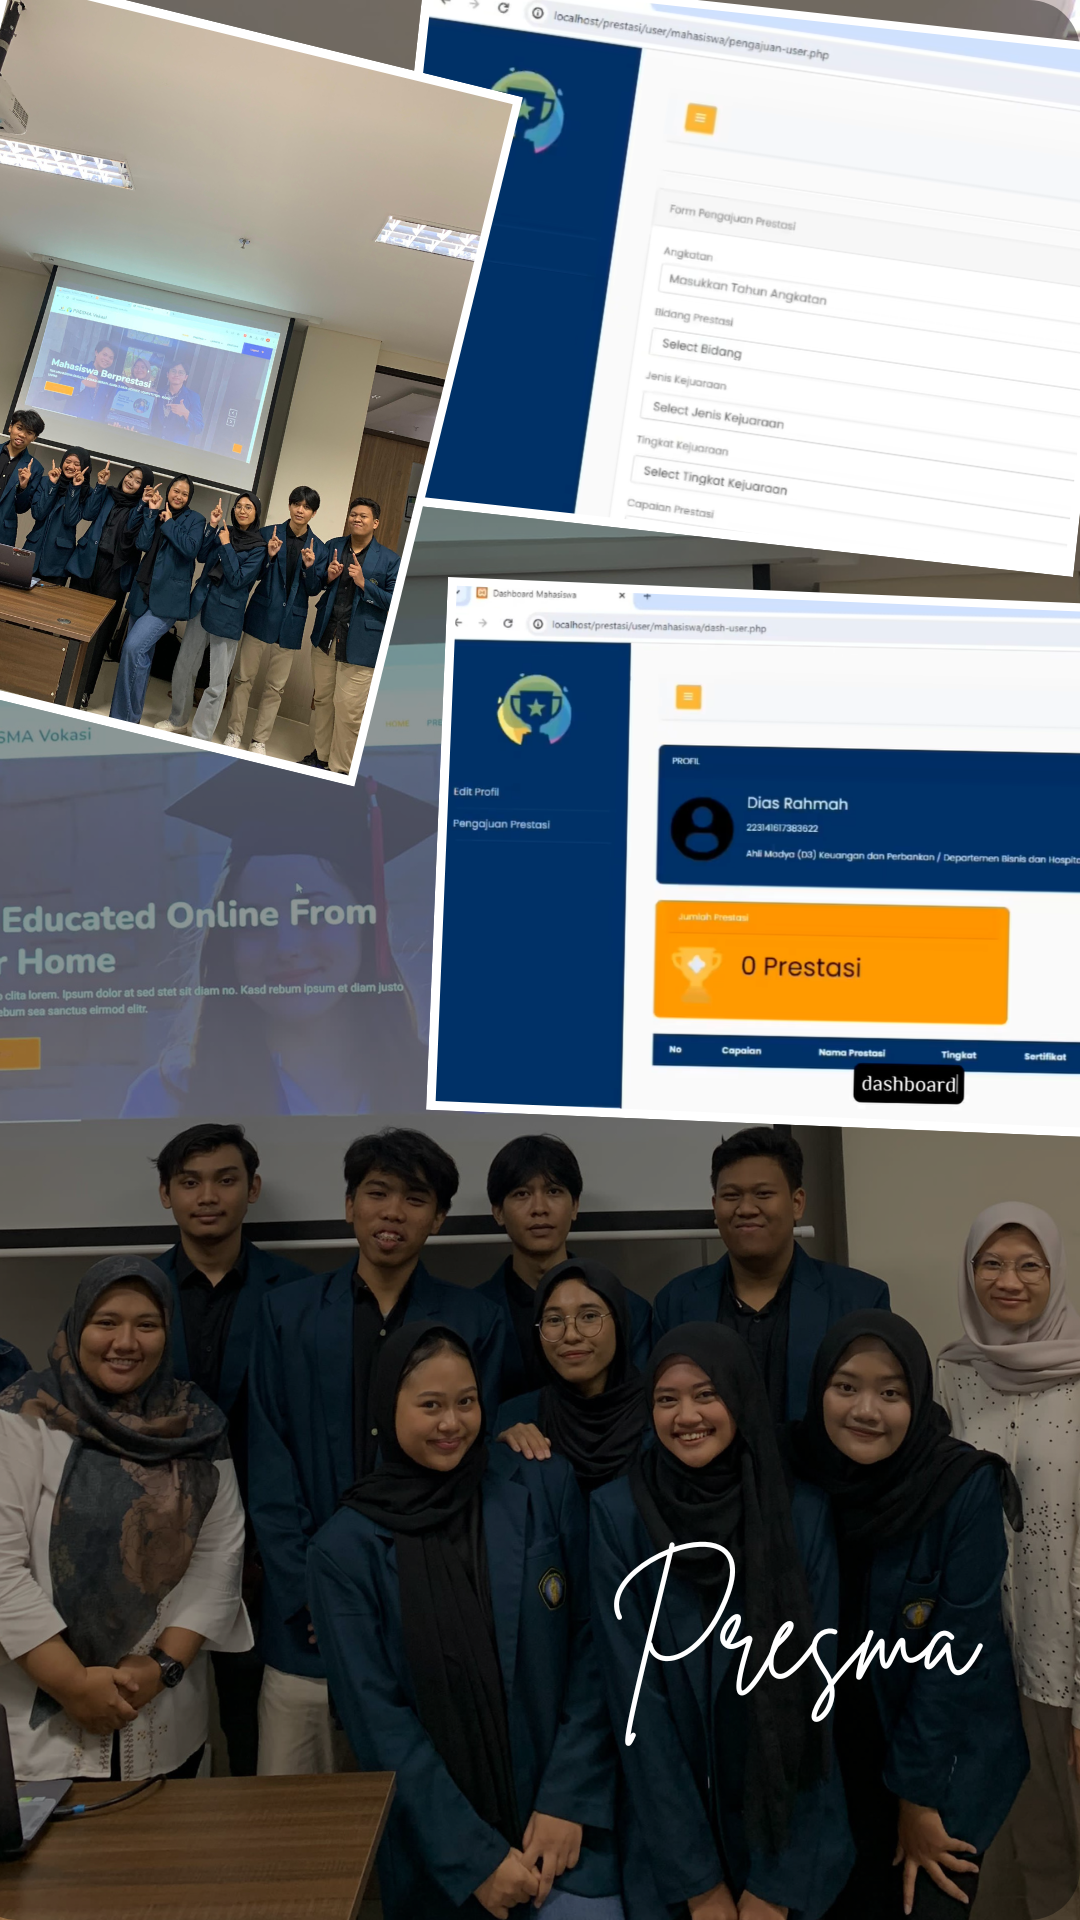 localhost/prestasi/user/mahasiswa/pengajuan-user.php
Form Pengajuan Prestasi
Angkatan
Masukkan Tahun Angkatan
Bidang Prestasi
Select Bidang
Jenis Kejuaraan
Select Jenis Kejuaraan
Tingkat Kejuaraan
Select Tingkat Kejuaraan
Capaian Prestasi
Mahasiswa Berprestasi
Dashboard Mahasiswa
localhost/prestasi/user/mahasiswa/dash-user.php
Edit Profil
Pengajuan Prestasi
PROFIL
Dias Rahmah
223141617383622
Ahli Madya (D3) Keuangan dan Perbankan / Departemen Bisnis dan Hospita
Jumlah Prestasi
0 Prestasi
No Capaian Nama Prestasi Tingkat Sertifikat
dashboard
SMA Vokasi
HOME PRE
Educated Online From
r Home
clita lorem. Ipsum dolor at sed stet sit diam no. Kasd rebum ipsum et diam justo
ebum sea sanctus eirmod elitr.
Presma